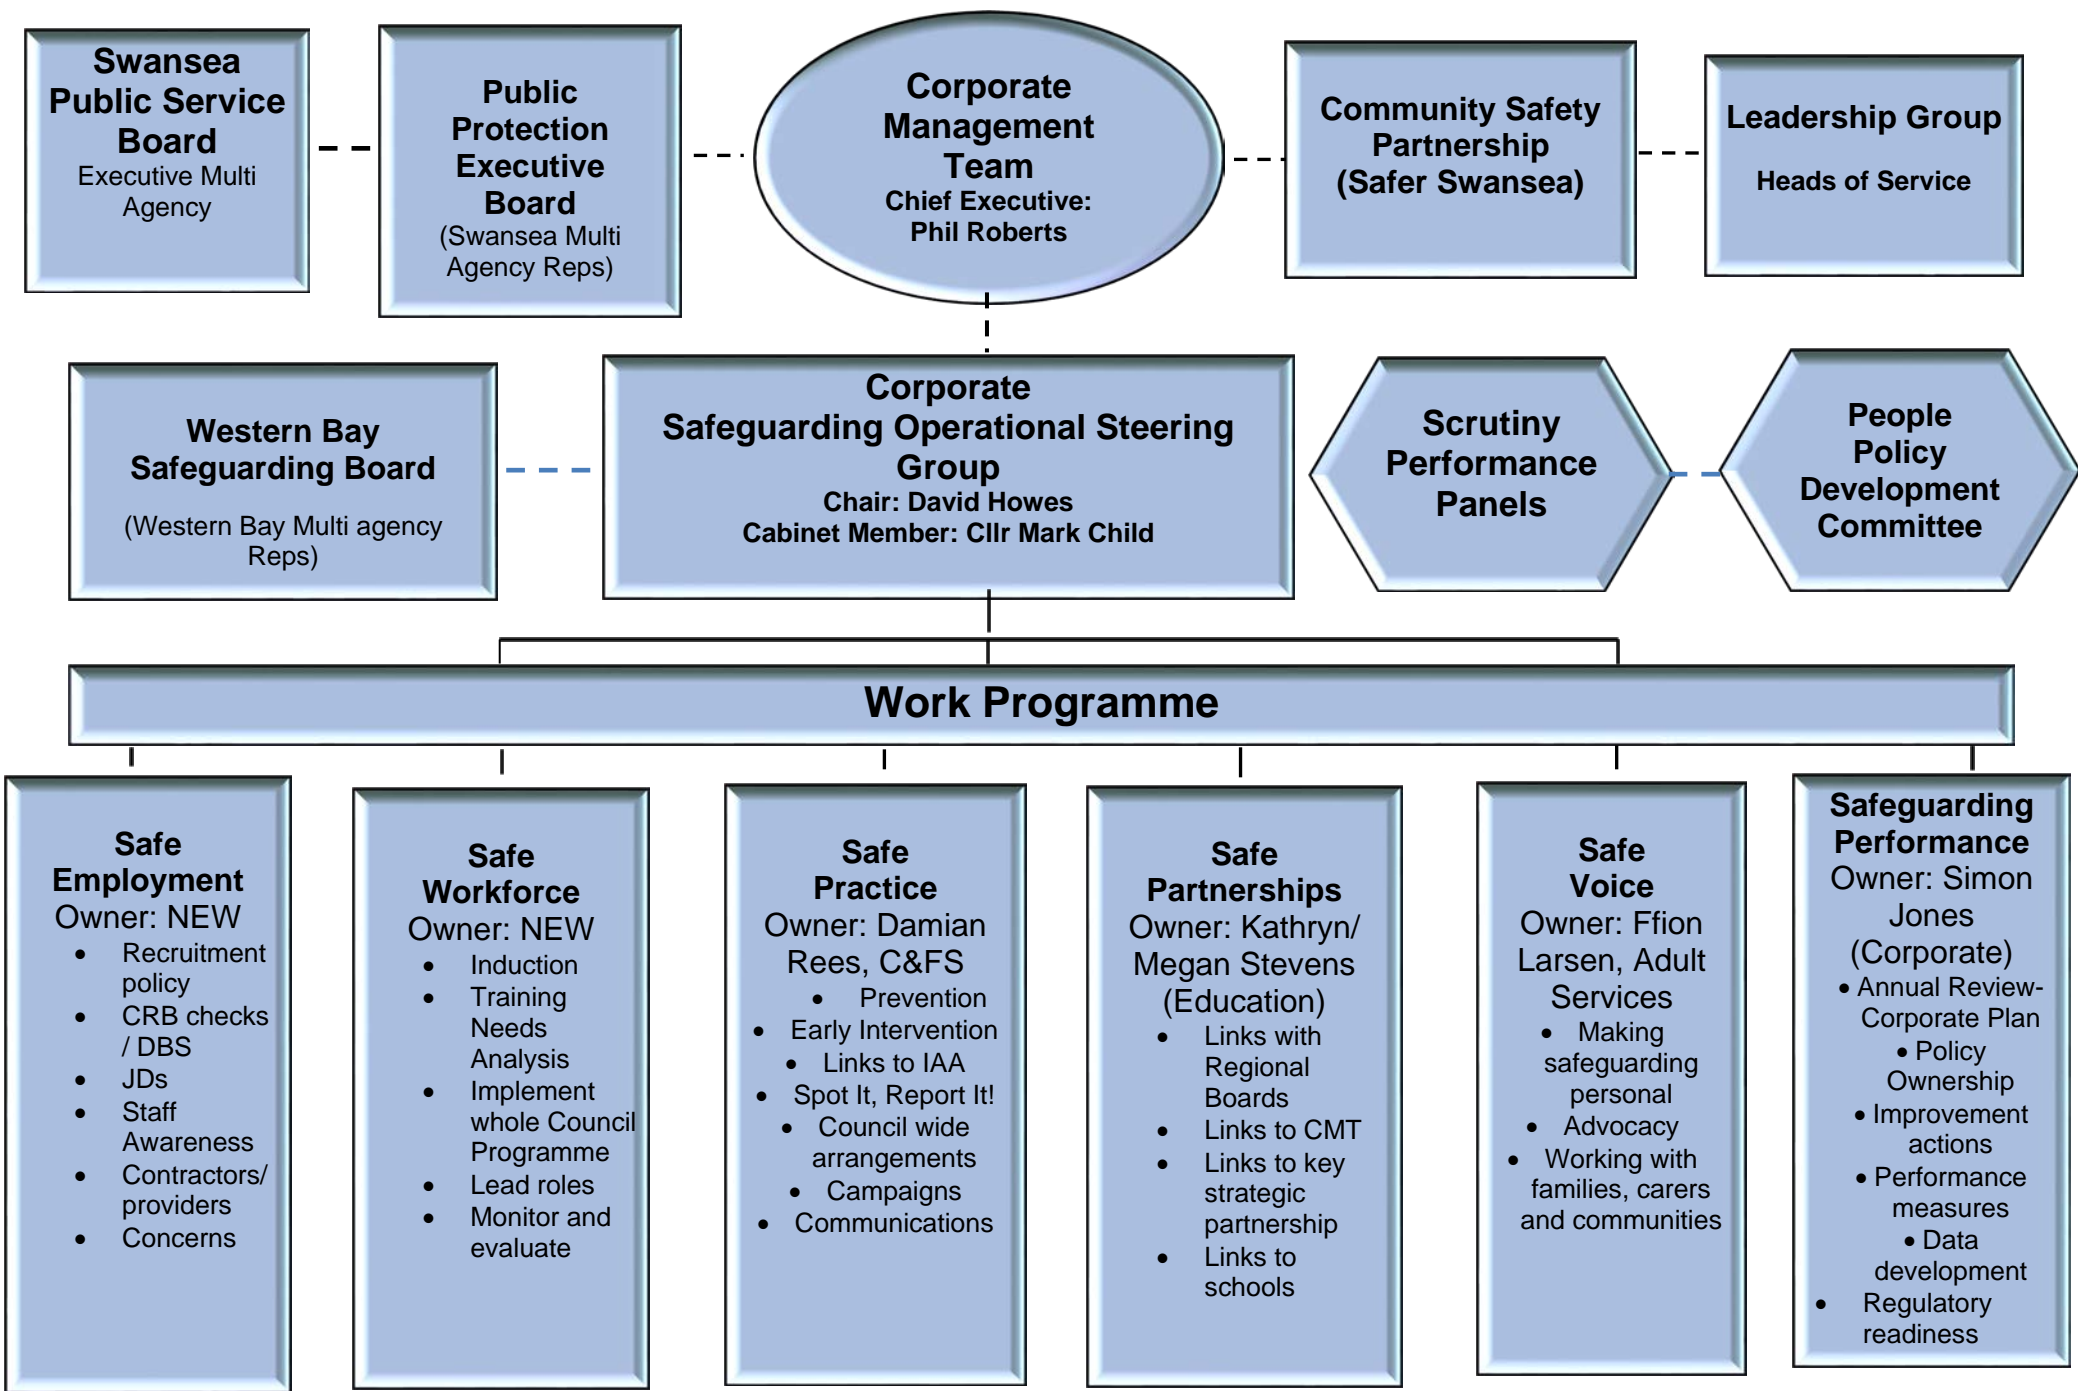 Swansea
Public Service
Board
Executive Multi
Agency
Public
Protection
Executive
Board
(Swansea Multi
Agency Reps)
Corporate
Management
Team
Chief Executive:
Phil Roberts
Community Safety
Partnership
(Safer Swansea)
Leadership Group
Heads of Service
Western Bay
Safeguarding Board
(Western Bay Multi agency
Reps)
Corporate
Safeguarding Operational Steering
Group
Chair: David Howes
Cabinet Member: Cllr Mark Child
Scrutiny
Performance
Panels
People
Policy
Development
Committee
Work Programme
Safe
Employment
Owner: NEW
• Recruitment
policy
• CRB checks
/ DBS
• JDs
• Staff
Awareness
• Contractors/
providers
• Concerns
Safe
Workforce
Owner: NEW
• Induction
• Training
Needs
Analysis
• Implement
whole Council
Programme
• Lead roles
• Monitor and
evaluate
Safe
Practice
Owner: Damian
Rees, C&FS
• Prevention
• Early Intervention
• Links to IAA
• Spot It, Report It!
• Council wide
arrangements
• Campaigns
• Communications
Safe
Partnerships
Owner: Kathryn/
Megan Stevens
(Education)
• Links with
Regional
Boards
• Links to CMT
• Links to key
strategic
partnership
• Links to
schools
Safe
Voice
Owner: Ffion
Larsen, Adult
Services
• Making
safeguarding
personal
• Advocacy
• Working with
families, carers
and communities
Safeguarding
Performance
Owner: Simon
Jones
(Corporate)
• Annual Review-
Corporate Plan
• Policy
Ownership
• Improvement
actions
• Performance
measures
• Data
development
• Regulatory
readiness